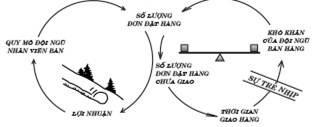 SỐ LƯỢNG
ĐƠN ĐẶT HÀNG
QUY MÔ ĐỘI NGŨ
NHÂN VIÊN BÁN
LỢI NHUẬN
SỐ LƯỢNG
ĐƠN ĐẶT HÀNG
CHƯA GIAO
KHÓ KHĂN
CỦA ĐỘI NGŨ
BÁN HÀNG
SỰ TRỄ NHỊP
THỜI GIAN
GIAO HÀNG